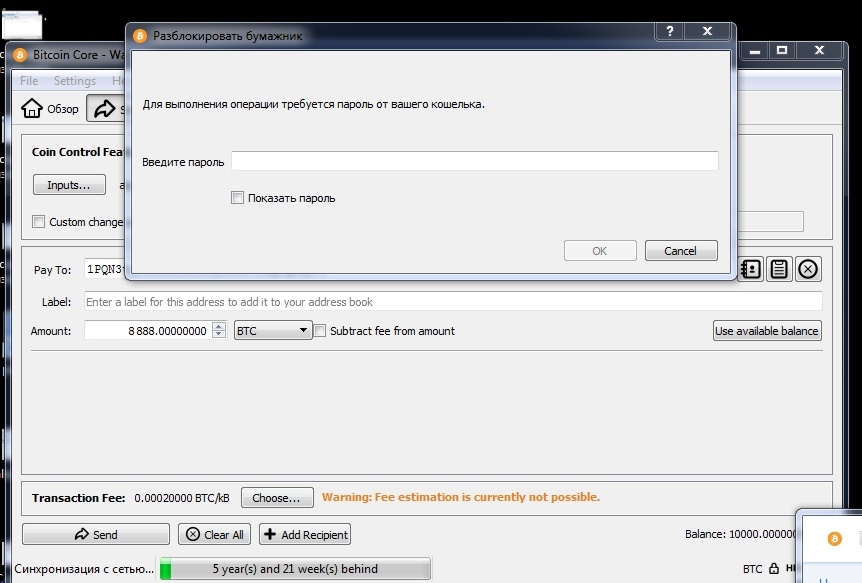 Разблокировать бумажник
Bitcoin Core -
File Settings
Обзор
Для выполнения операции требуется пароль от вашего кошелька.
Введите пароль
Показать пароль
OK Cancel
Coin Control
Inputs...
Custom change
Pay To:
Label: Enter a label for this address to add it to your address book
Amount: 8 888.00000000 BTC Subtract fee from amount Use available balance
Transaction Fee: 0.00020000 BTC/kB Choose... Warning: Fee estimation is currently not possible.
Send Clear All Add Recipient Balance: 10000.000000
Синхронизация с сетью... 5 year(s) and 21 week(s) behind BTC